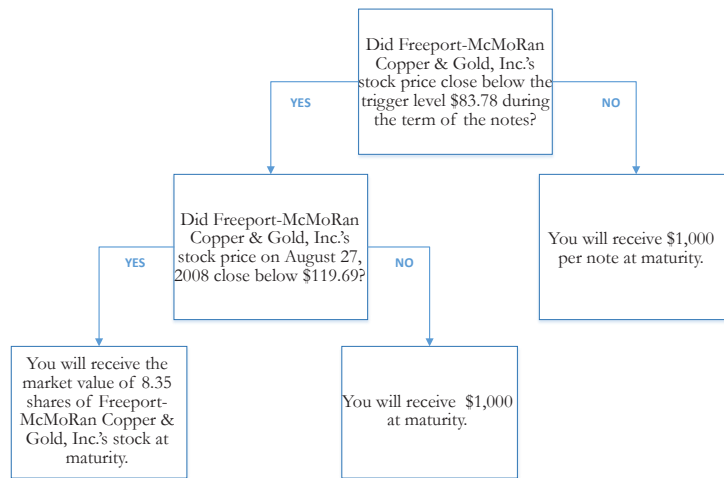 Did Freeport-McMoRan
Copper & Gold, Inc.'s
stock price close below the
trigger level $83.78 during
the term of the notes?
YES
NO
Did Freeport-McMoRan
Copper & Gold, Inc.'s
stock price on August 27,
2008 close below $119.69?
You will receive $1,000
per note at maturity.
YES
NO
You will receive the
market value of 8.35
shares of Freeport-
McMoRan Copper &
Gold, Inc.'s stock at
maturity.
You will receive $1,000
at maturity.